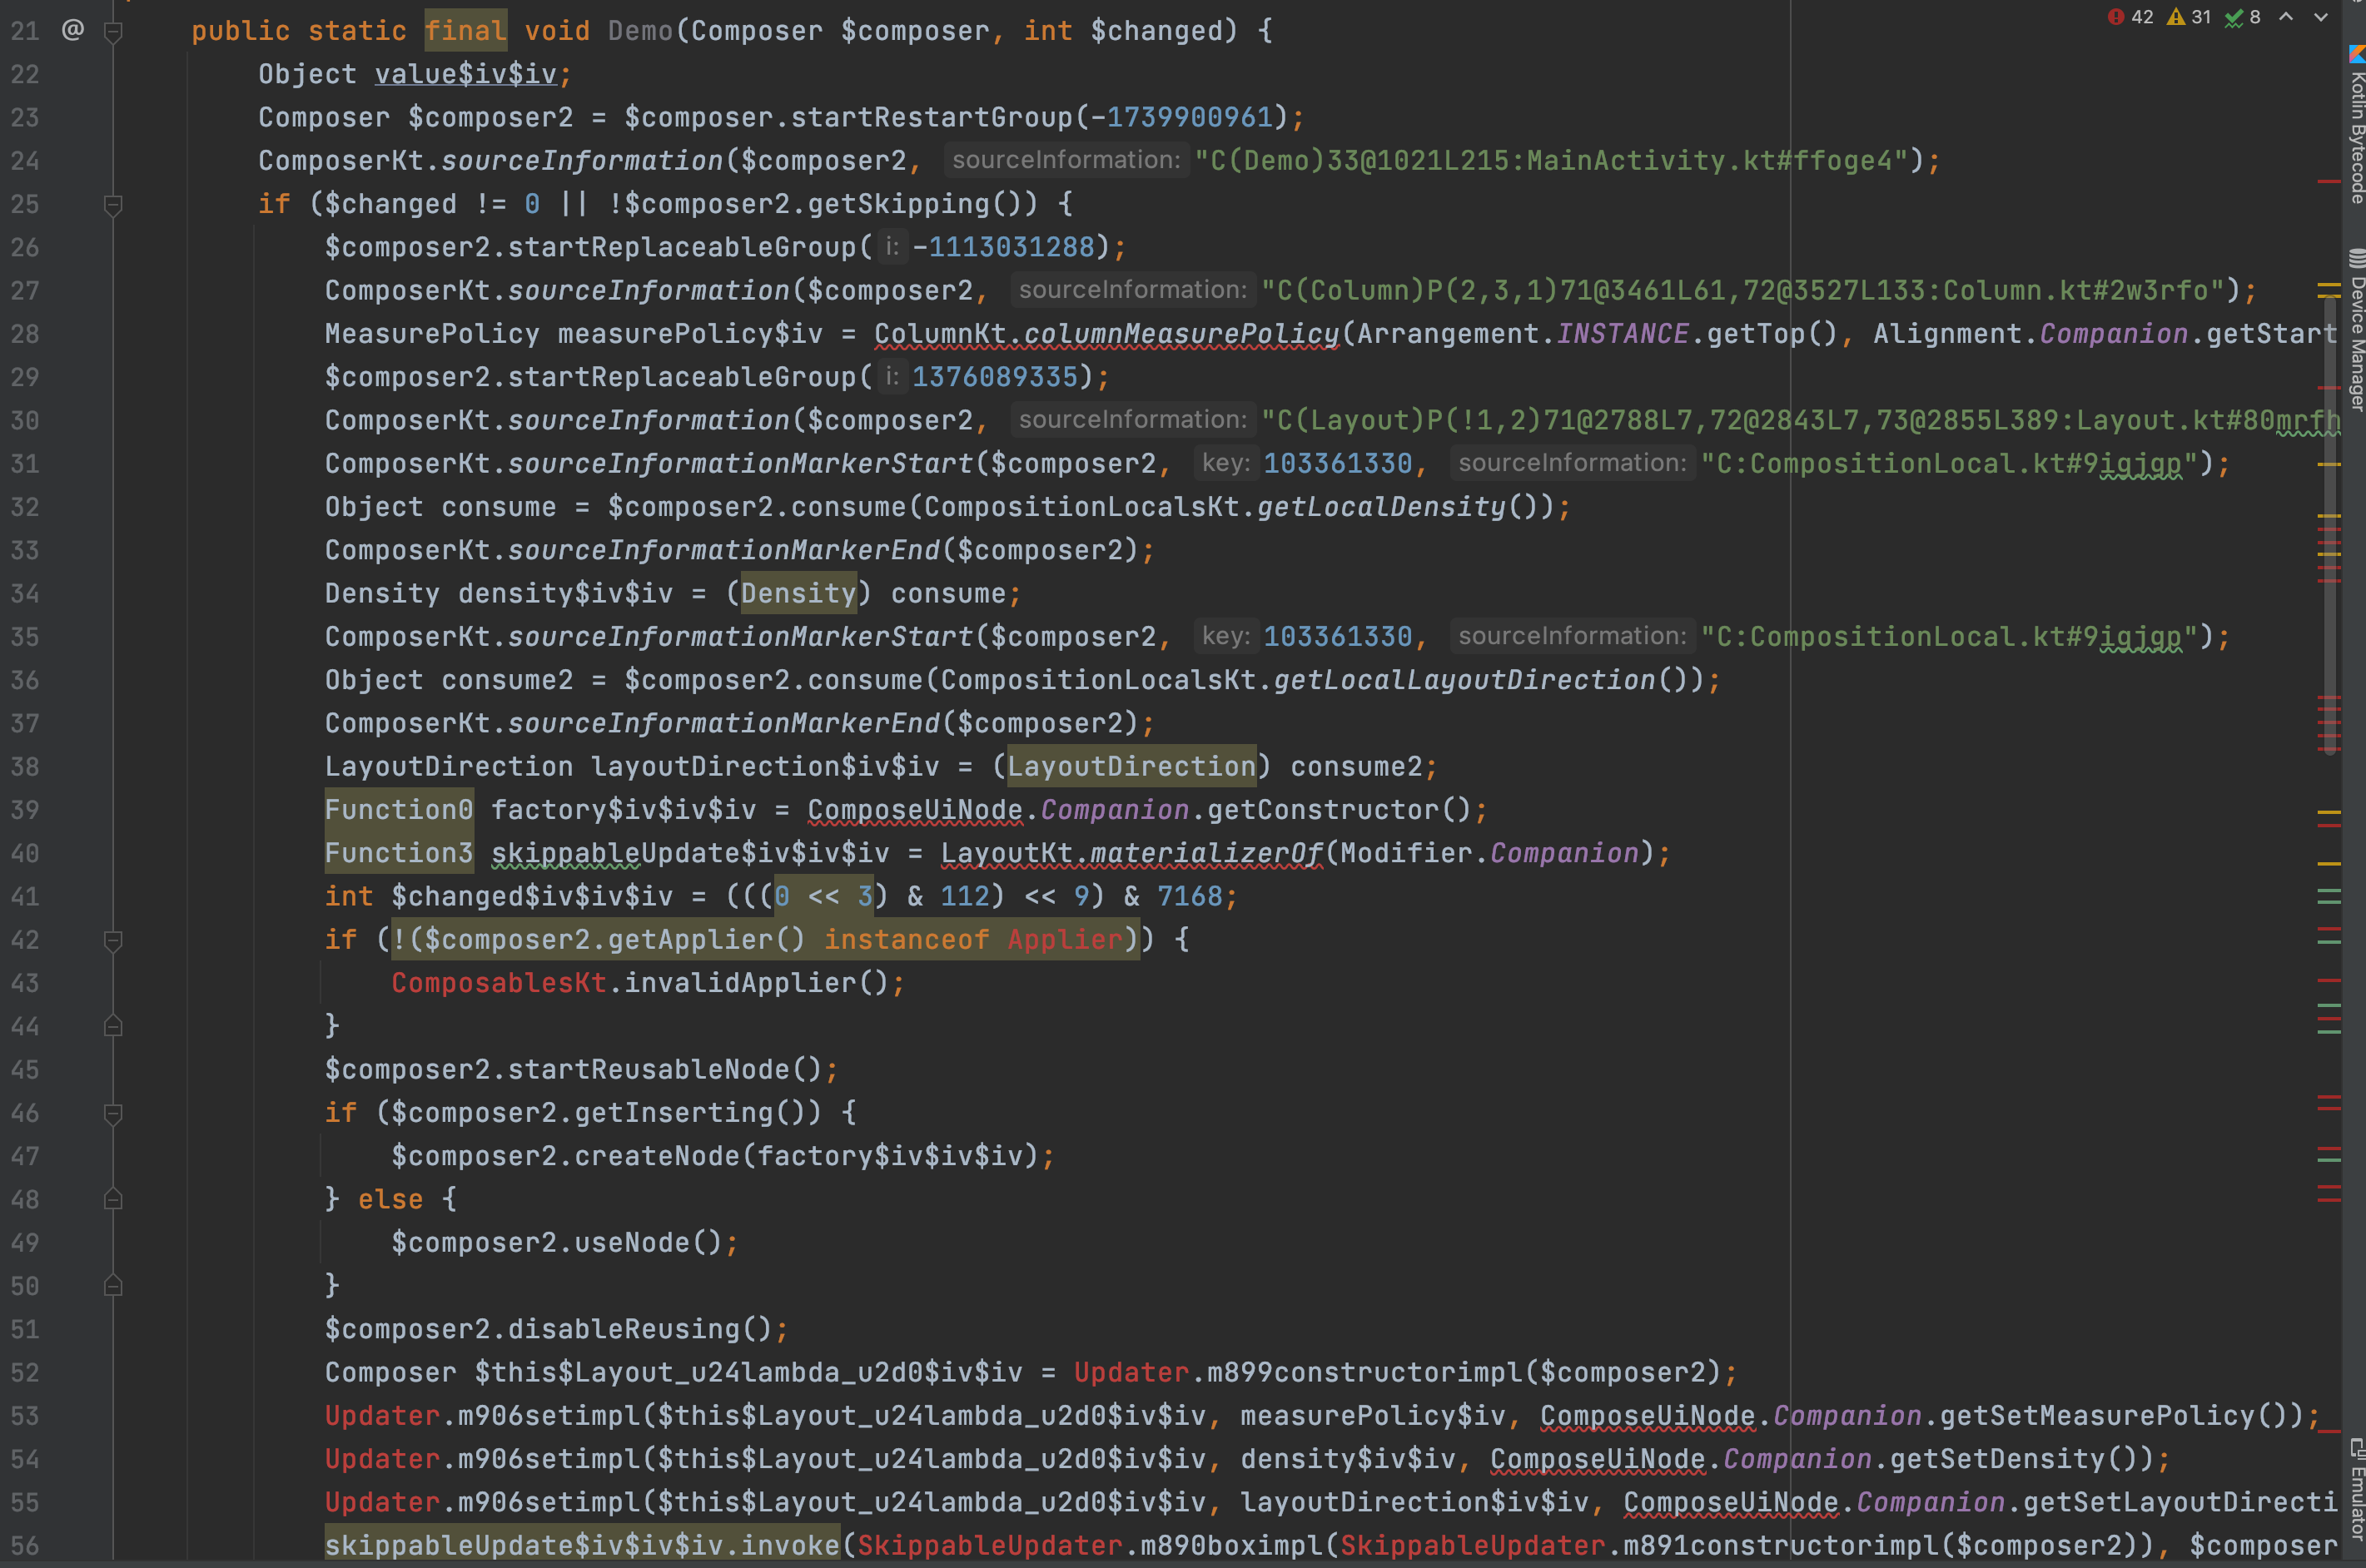 42 31 8
21 @ public static final void Demo(Composer $composer, int $changed) {
22 Object value$iv$iv;
23 Composer $composer2 = $composer.startRestartGroup(-1739900961);
24 ComposerKt.sourceInformation($composer2, sourceInformation: "C(Demo)33@1021L215:MainActivity.kt#ffoge4");
25 if ($changed != 0 || !$composer2.getSkipping()) {
26 $composer2.startReplaceableGroup( i: -1113031288);
27 ComposerKt.sourceInformation($composer2, sourceInformation: "C(Column)P(2,3,1)71@3461L61,72@3527L133:Column.kt#2w3rfo");
28 MeasurePolicy measurePolicy$iv = ColumnKt.columnMeasurePolicy(Arrangement.INSTANCE.getTop(), Alignment.Companion.getStart
29 $composer2.startReplaceableGroup( i: 1376089335);
30 ComposerKt.sourceInformation($composer2, sourceInformation: "C(Layout)P(!1,2)71@2788L7,72@2843L7,73@2855L389:Layout.kt#80mrfh
31 ComposerKt.sourceInformationMarkerStart($composer2, key: 103361330, sourceInformation: "C:CompositionLocal.kt#9igjgp");
32 Object consume = $composer2.consume(CompositionLocalsKt.getLocalDensity());
33 ComposerKt.sourceInformationMarkerEnd($composer2);
34 Density density$iv$iv = (Density) consume;
35 ComposerKt.sourceInformationMarkerStart($composer2, key: 103361330, sourceInformation: "C:CompositionLocal.kt#9igjgp");
36 Object consume2 = $composer2.consume(CompositionLocalsKt.getLocalLayoutDirection());
37 ComposerKt.sourceInformationMarkerEnd($composer2);
38 LayoutDirection layoutDirection$iv$iv = (LayoutDirection) consume2;
39 Function0 factory$iv$iv$iv = ComposeUiNode.Companion.getConstructor();
40 Function3 skippableUpdate$iv$iv$iv = LayoutKt.materializerOf(Modifier.Companion);
41 int $changed$iv$iv$iv = (((0 << 3) & 112) << 9) & 7168;
42 if (!($composer2.getApplier() instanceof Applier)) {
43 ComposablesKt.invalidApplier();
44 }
45 $composer2.startReusableNode();
46 if ($composer2.getInserting()) {
47 $composer2.createNode(factory$iv$iv$iv);
48 } else {
49 $composer2.useNode();
50 }
51 $composer2.disableReusing();
52 Composer $this$Layout_u24lambda_u2d0$iv$iv = Updater.m899constructorimpl($composer2);
53 Updater.m906setimpl($this$Layout_u24lambda_u2d0$iv$iv, measurePolicy$iv, ComposeUiNode.Companion.getSetMeasurePolicy());
54 Updater.m906setimpl($this$Layout_u24lambda_u2d0$iv$iv, density$iv$iv, ComposeUiNode.Companion.getSetDensity());
55 Updater.m906setimpl($this$Layout_u24lambda_u2d0$iv$iv, layoutDirection$iv$iv, ComposeUiNode.Companion.getSetLayoutDirecti
56 skippableUpdate$iv$iv$iv.invoke(SkippableUpdater.m890boximpl(SkippableUpdater.m891constructorimpl($composer2)), $composer
Kotlin Bytecode
Device Manager
Emulator